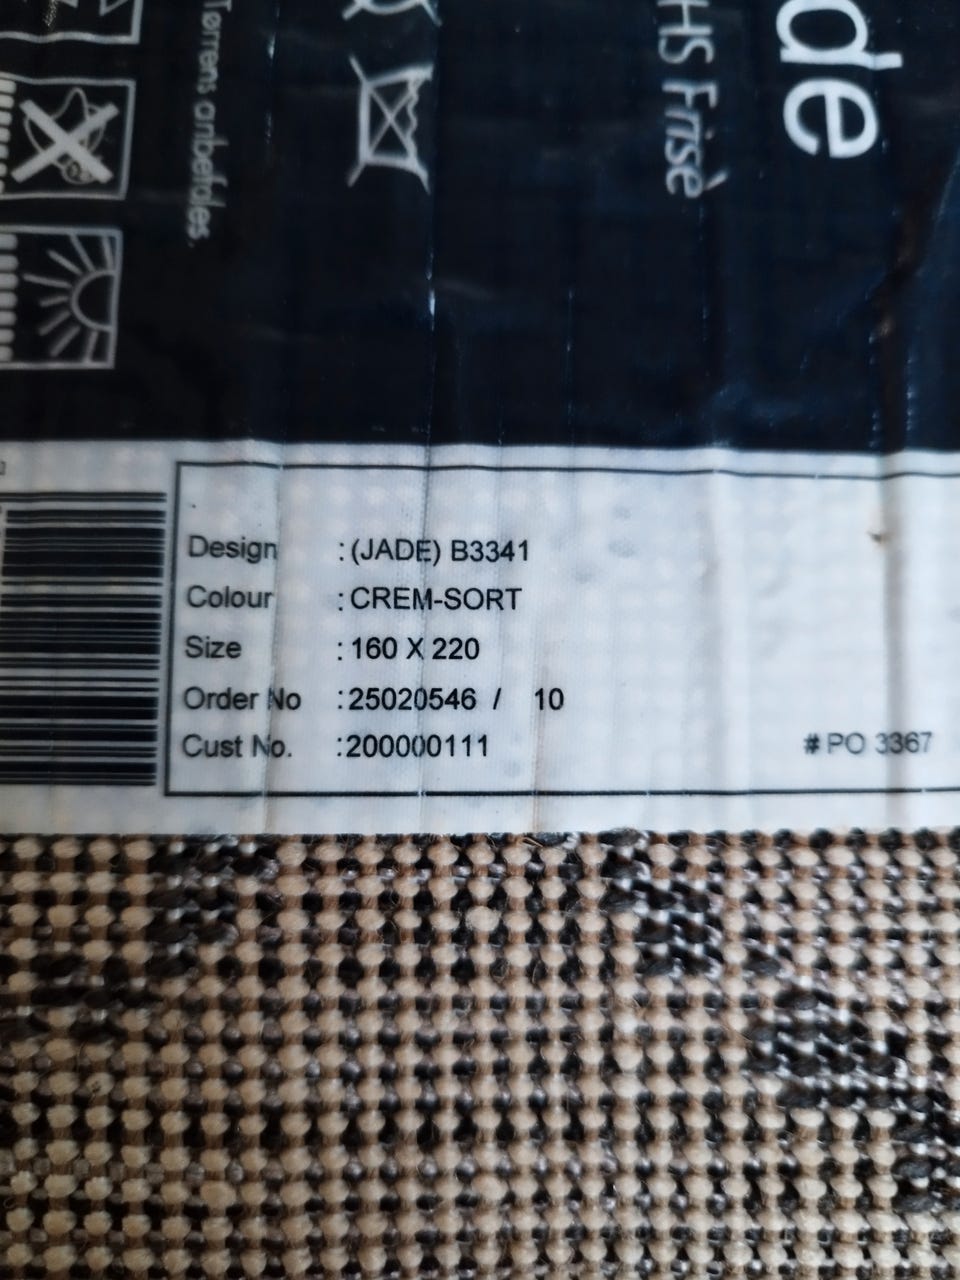 de
HS Frisè
Tørrens anbefales.
Design : (JADE) B3341
Colour : CREM-SORT
Size : 160 X 220
Order No : 25020546 / 10
Cust No. : 200000111
# PO 3367